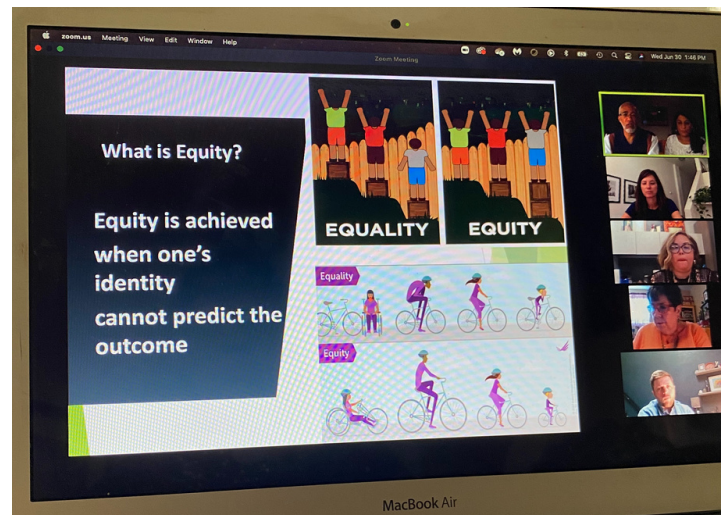 zoom.us Meeting View Edit Window Help
Wed Jun 30 1:46 PM
Zoom Meeting
What is Equity?
Equity is achieved
when one's
identity
cannot predict the
outcome
EQUALITY
EQUITY
Equality
Equity
MacBook Air